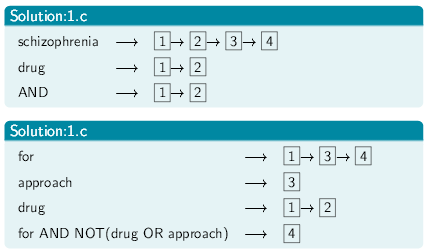 Solution:1.c
schizophrenia ⟶ 1 → 2 → 3 → 4
drug ⟶ 1 → 2
AND ⟶ 1 → 2
Solution:1.c
for ⟶ 1 → 3 → 4
approach ⟶ 3
drug ⟶ 1 → 2
for AND NOT(drug OR approach) ⟶ 4